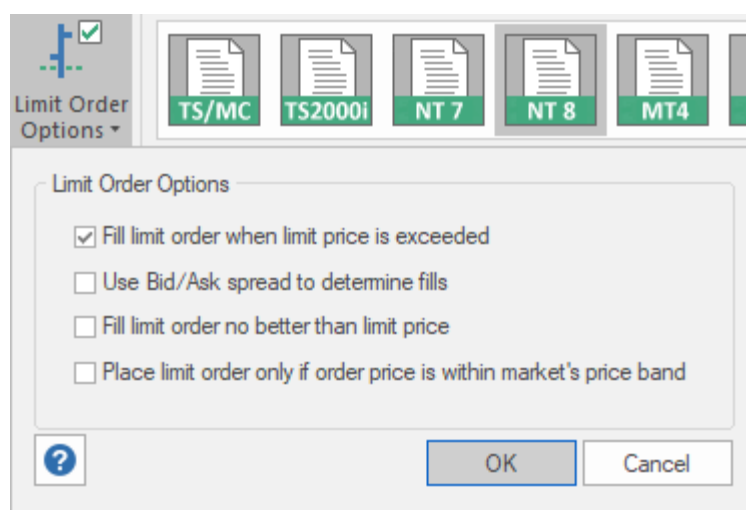 Limit Order
Options
TS/MC
TS2000i
NT 7
NT 8
MT4
Limit Order Options
Fill limit order when limit price is exceeded
Use Bid/Ask spread to determine fills
Fill limit order no better than limit price
Place limit order only if order price is within market's price band
?
OK
Cancel